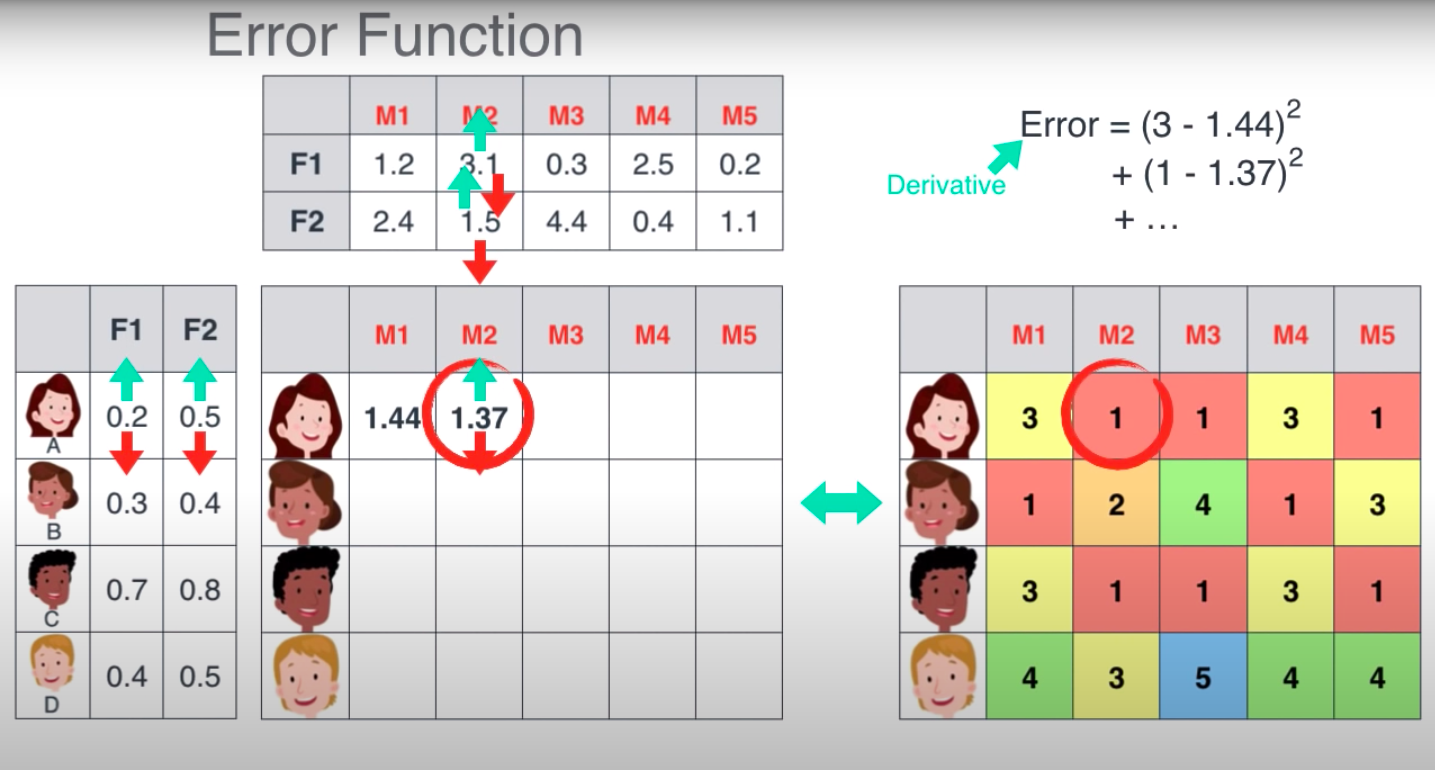 Error Function
M1 M2 M3 M4 M5
F1 1.2 3.1 0.3 2.5 0.2
F2 2.4 1.5 4.4 0.4 1.1
Error = (3 - 1.44)²
Derivative
+ (1 - 1.37)²
+ …
F1 F2
A 0.2 0.5
B 0.3 0.4
C 0.7 0.8
D 0.4 0.5
M1 M2 M3 M4 M5
1.44 1.37
M1 M2 M3 M4 M5
3 1 1 3 1
1 2 4 1 3
3 1 1 3 1
4 3 5 4 4